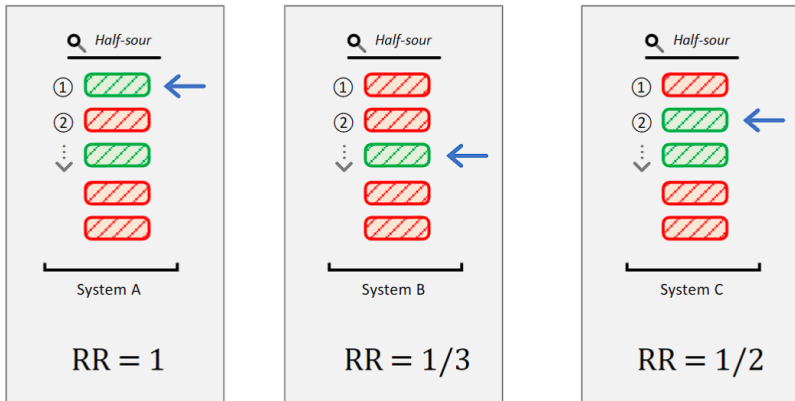 Half-sour
①
②
System A
RR = 1
Half-sour
①
②
System B
RR = 1/3
Half-sour
①
②
System C
RR = 1/2